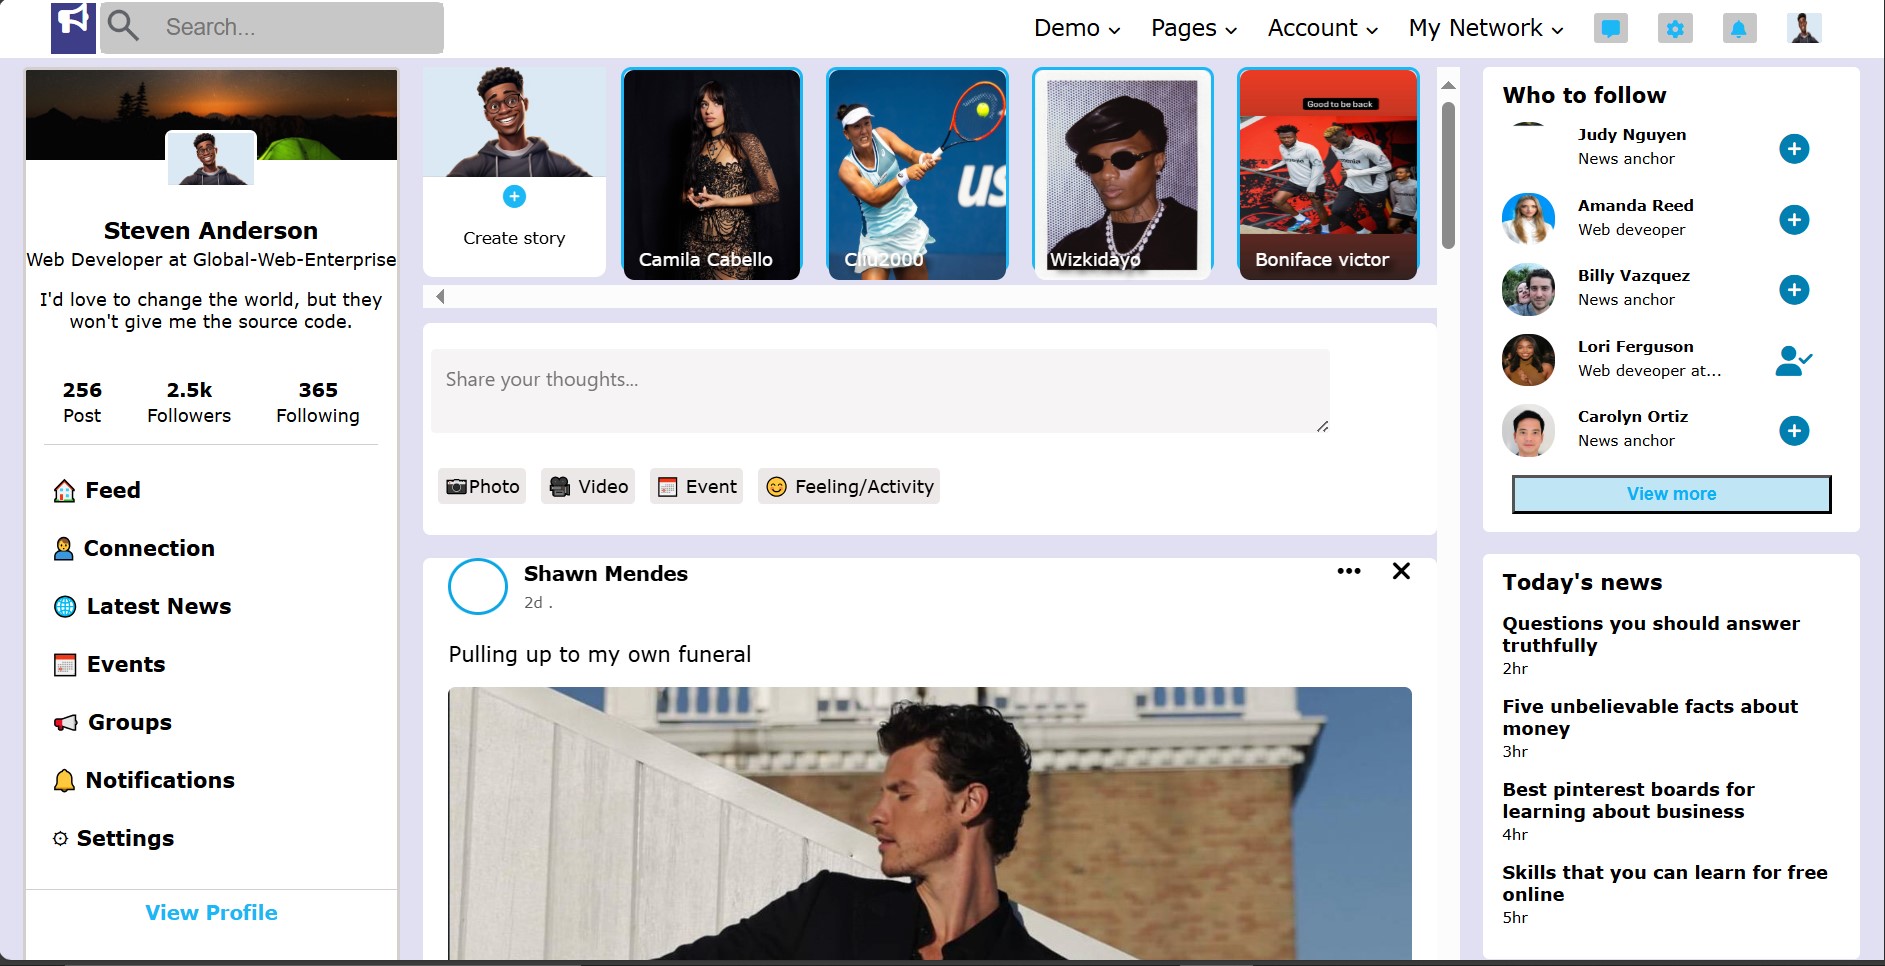 Search...
Demo
Pages
Account
My Network
Steven Anderson
Web Developer at Global-Web-Enterprise
I'd love to change the world, but they
won't give me the source code.
256
Post
2.5k
Followers
365
Following
Feed
Connection
Latest News
Events
Groups
Notifications
Settings
View Profile
Create story
Camila Cabello
Cliu2000
Wizkidayo
Good to be back
Boniface victor
Share your thoughts...
Photo
Video
Event
Feeling/Activity
Shawn Mendes
2d .
Pulling up to my own funeral
Who to follow
Judy Nguyen
News anchor
Amanda Reed
Web deveoper
Billy Vazquez
News anchor
Lori Ferguson
Web deveoper at...
Carolyn Ortiz
News anchor
View more
Today's news
Questions you should answer
truthfully
2hr
Five unbelievable facts about
money
3hr
Best pinterest boards for
learning about business
4hr
Skills that you can learn for free
online
5hr